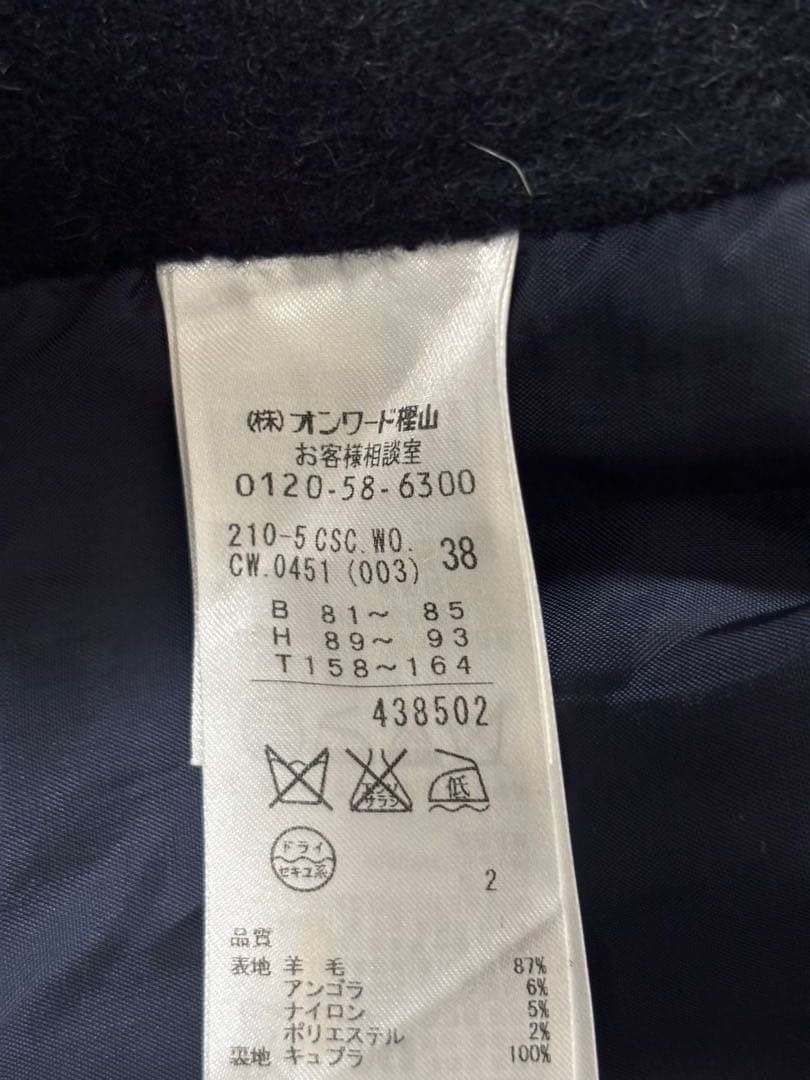 (株)オンワード樫山
お客様相談室
0120-58-6300
210-5 CSC.WO.
CW.0451 (003) 38
B 81〜 85
H 89〜 93
T158〜164
438502
エンソ
サラシ
低
ドライ
セキユ系
2
品質
表地 羊 毛 87%
アンゴラ 6%
ナイロン 5%
ポリエステル 2%
裏地 キュプラ 100%